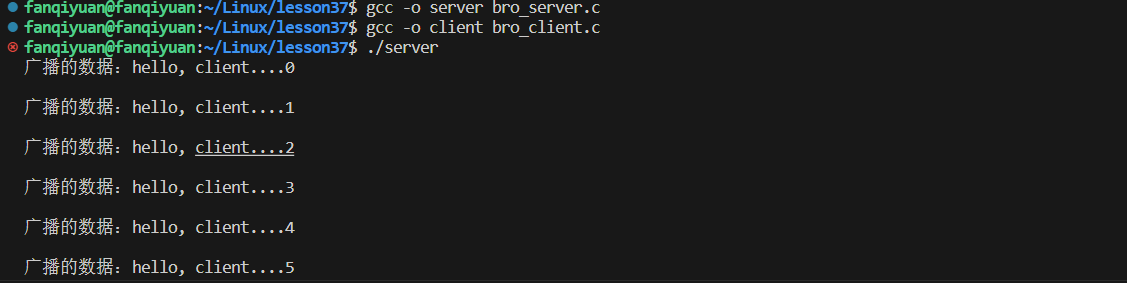 fanqiyuan@fanqiyuan:~/Linux/lesson37$ gcc -o server bro_server.c
fanqiyuan@fanqiyuan:~/Linux/lesson37$ gcc -o client bro_client.c
fanqiyuan@fanqiyuan:~/Linux/lesson37$ ./server
广播的数据：hello, client....0
广播的数据：hello, client....1
广播的数据：hello, client....2
广播的数据：hello, client....3
广播的数据：hello, client....4
广播的数据：hello, client....5